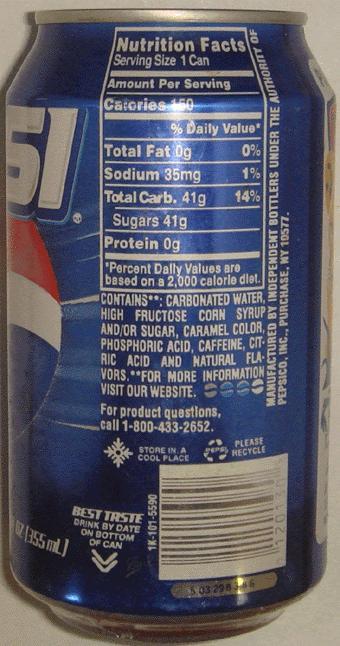 SI
Nutrition Facts
Serving Size 1 Can
Amount Per Serving
Calories 150
% Daily Value*
Total Fat 0g 0%
Sodium 35mg 1%
Total Carb. 41g 14%
Sugars 41g
Protein 0g
*Percent Daily Values are
based on a 2,000 calorie diet.
CONTAINS**: CARBONATED WATER,
HIGH FRUCTOSE CORN SYRUP
AND/OR SUGAR, CARAMEL COLOR,
PHOSPHORIC ACID, CAFFEINE, CIT-
RIC ACID AND NATURAL FLA-
VORS. **FOR MORE INFORMATION
VISIT OUR WEBSITE.
For product questions,
call 1-800-433-2652.
MANUFACTURED BY INDEPENDENT BOTTLERS UNDER THE AUTHORITY OF
PEPSICO, INC., PURCHASE, NY 10577.
STORE IN A
COOL PLACE
PEPSI
PLEASE
RECYCLE
BEST TASTE
DRINK BY DATE
ON BOTTOM
OF CAN
1K-101-5590
OZ (355 mL)